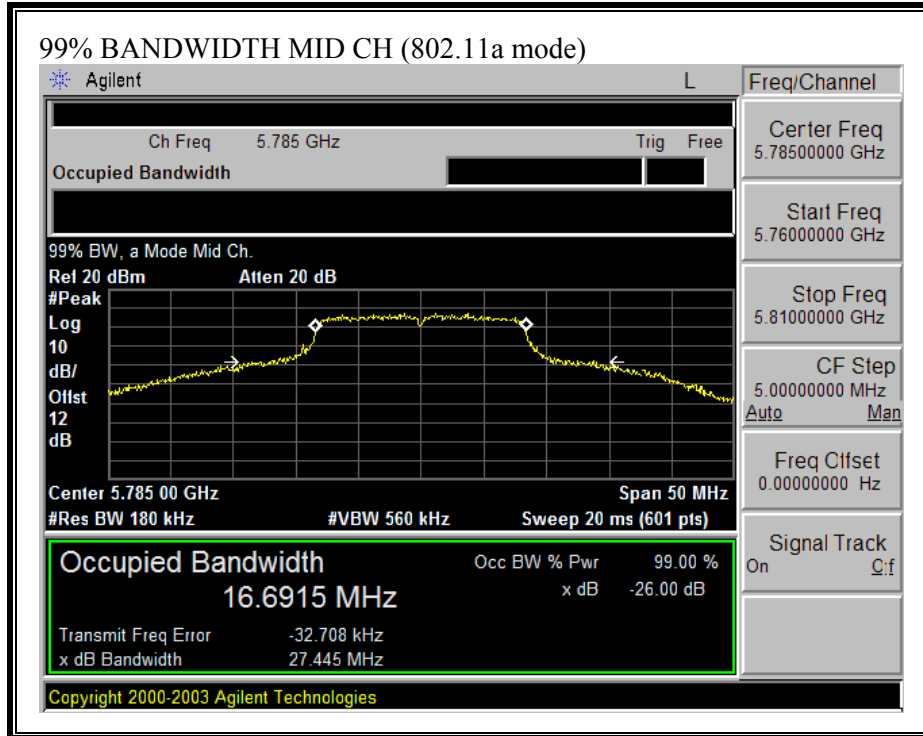 99% BANDWIDTH MID CH (802.11a mode)
Agilent L Freq/Channel
Ch Freq 5.785 GHz Trig Free
Occupied Bandwidth
Center Freq
5.78500000 GHz
Start Freq
5.76000000 GHz
99% BW, a Mode Mid Ch.
Ref 20 dBm Atten 20 dB
#Peak
Log
10
dB/
Offst
12
dB
Stop Freq
5.81000000 GHz
CF Step
5.00000000 MHz
Auto Man
Freq Offset
0.00000000 Hz
Center 5.785 00 GHz Span 50 MHz
#Res BW 180 kHz #VBW 560 kHz Sweep 20 ms (601 pts)
Signal Track
On Off
Occupied Bandwidth Occ BW % Pwr 99.00 %
16.6915 MHz x dB -26.00 dB
Transmit Freq Error -32.708 kHz
x dB Bandwidth 27.445 MHz
Copyright 2000-2003 Agilent Technologies